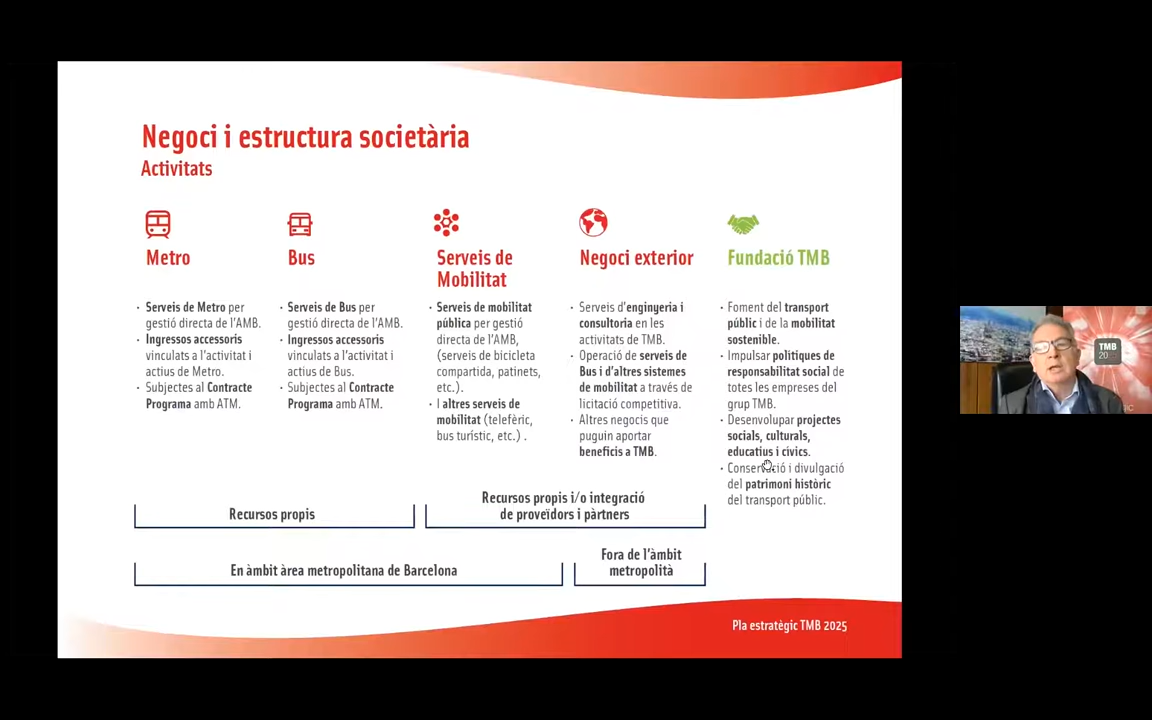 Negoci i estructura societària
Activitats
Metro
· Serveis de Metro per
gestió directa de l'AMB.
· Ingressos accessoris
vinculats a l'activitat i
actius de Metro.
· Subjectes al Contracte
Programa amb ATM.
Bus
· Serveis de Bus per
gestió directa de l'AMB.
· Ingressos accessoris
vinculats a l'activitat i
actius de Bus.
· Subjectes al Contracte
Programa amb ATM.
Serveis de
Mobilitat
· Serveis de mobilitat
pública per gestió
directa de l'AMB,
(serveis de bicicleta
compartida, patinets,
etc.).
· I altres serveis de
mobilitat (telefèric,
bus turístic, etc.) .
Negoci exterior
· Serveis d'enginyeria i
consultoria en les
activitats de TMB.
· Operació de serveis de
Bus i d'altres sistemes
de mobilitat a través de
licitació competitiva.
· Altres negocis que
puguin aportar
beneficis a TMB.
Fundació TMB
· Foment del transport
públic i de la mobilitat
sostenible.
· Impulsar polítiques de
responsabilitat social de
totes les empreses del
grup TMB.
· Desenvolupar projectes
socials, culturals,
educatius i cívics.
· Conservació i divulgació
del patrimoni històric
del transport públic.
Recursos propis
Recursos propis i/o integració
de proveïdors i pàrtners
En àmbit àrea metropolitana de Barcelona
Fora de l'àmbit
metropolità
Pla estratègic TMB 2025
TMB
20